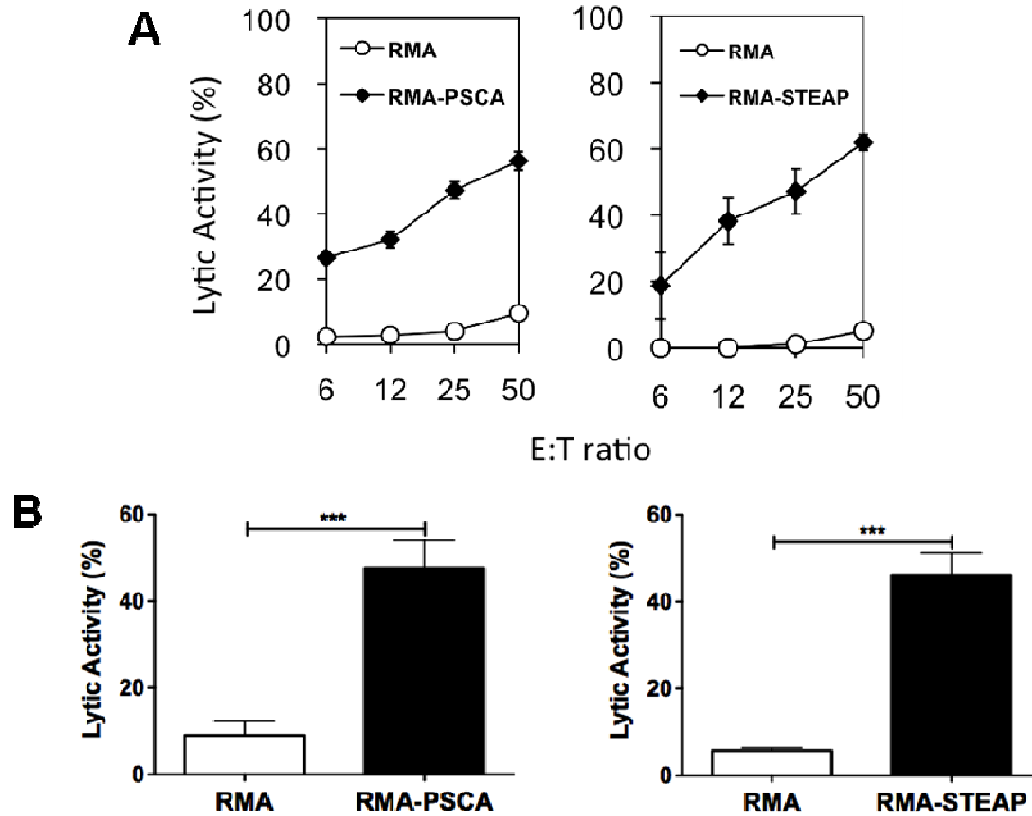 A
Lytic Activity (%)
100
80
60
40
20
0
RMA
RMA-PSCA
6 12 25 50
100
80
60
40
20
0
RMA
RMA-STEAP
6 12 25 50
E:T ratio
B
Lytic Activity (%)
60
40
20
0
***
RMA RMA-PSCA
Lytic Activity (%)
60
40
20
0
***
RMA RMA-STEAP